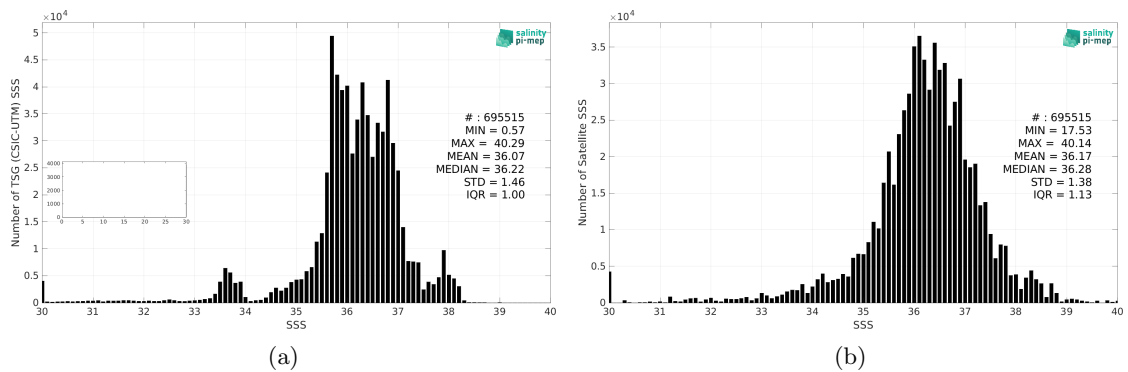 ×10⁴
5
4.5
4
3.5
3
2.5
2
1.5
1
0.5
0
Number of TSG (CSIC-UTM) SSS
salinity
pi-mep
# : 695515
MIN = 0.57
MAX = 40.29
MEAN = 36.07
MEDIAN = 36.22
STD = 1.46
IQR = 1.00
4000
3000
2000
1000
0
0 5 10 15 20 25 30
30 31 32 33 34 35 36 37 38 39 40
SSS
(a)
×10⁴
3.5
3
2.5
2
1.5
1
0.5
0
Number of Satellite SSS
salinity
pi-mep
# : 695515
MIN = 17.53
MAX = 40.14
MEAN = 36.17
MEDIAN = 36.28
STD = 1.38
IQR = 1.13
30 31 32 33 34 35 36 37 38 39 40
SSS
(b)